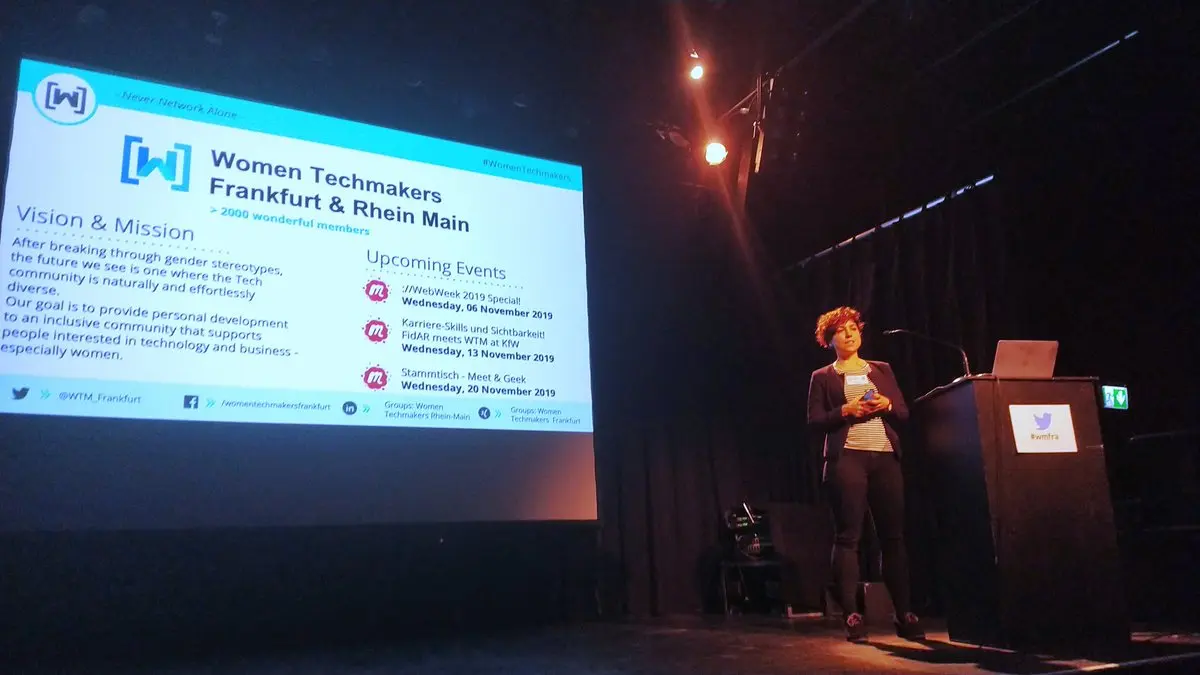 - Never Network Alone -
#WomenTechmakers
Women Techmakers
Frankfurt & Rhein Main
> 2000 wonderful members
Vision & Mission
After breaking through gender stereotypes,
the future we see is one where the Tech
community is naturally and effortlessly
diverse.
Our goal is to provide personal development
to an inclusive community that supports
people interested in technology and business -
especially women.
Upcoming Events
://WebWeek 2019 Special!
Wednesday, 06 November 2019
Karriere-Skills und Sichtbarkeit!
FidAR meets WTM at KfW
Wednesday, 13 November 2019
Stammtisch - Meet & Geek
Wednesday, 20 November 2019
@WTM_Frankfurt
/womentechmakersfrankfurt
Groups: Women
Techmakers Rhein-Main
Groups: Women
Techmakers Frankfurt
#wmfra